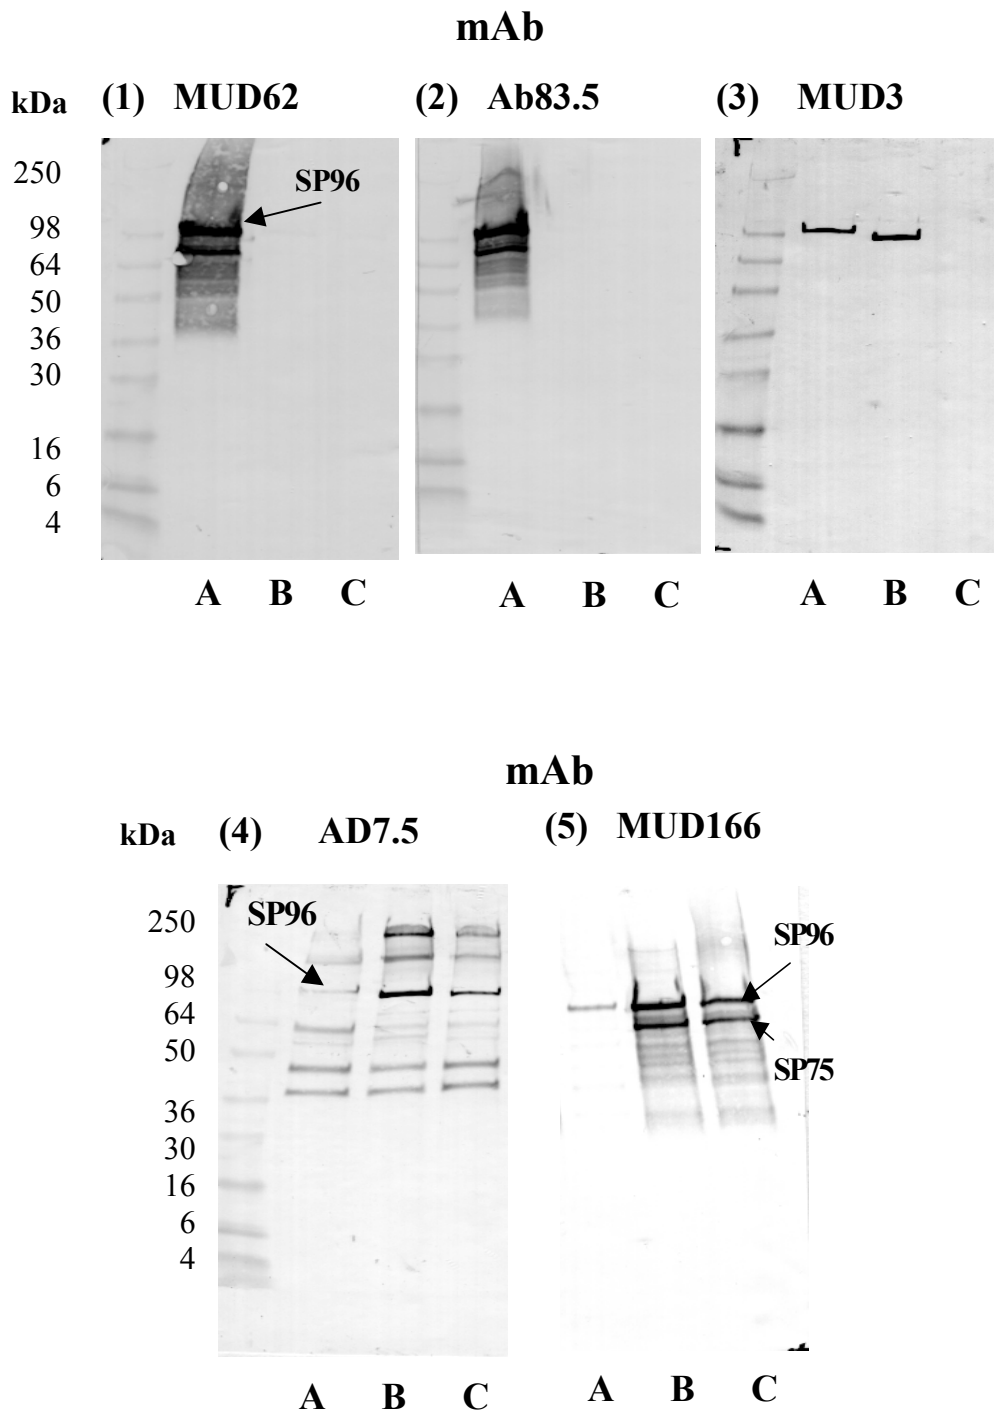 mAb
kDa (1) MUD62 (2) Ab83.5 (3) MUD3
250
98
64
50
36
30
16
6
4
SP96
A B C A B C A B C
mAb
kDa (4) AD7.5 (5) MUD166
250
98
64
50
36
30
16
6
4
SP96
SP96
SP75
A B C A B C